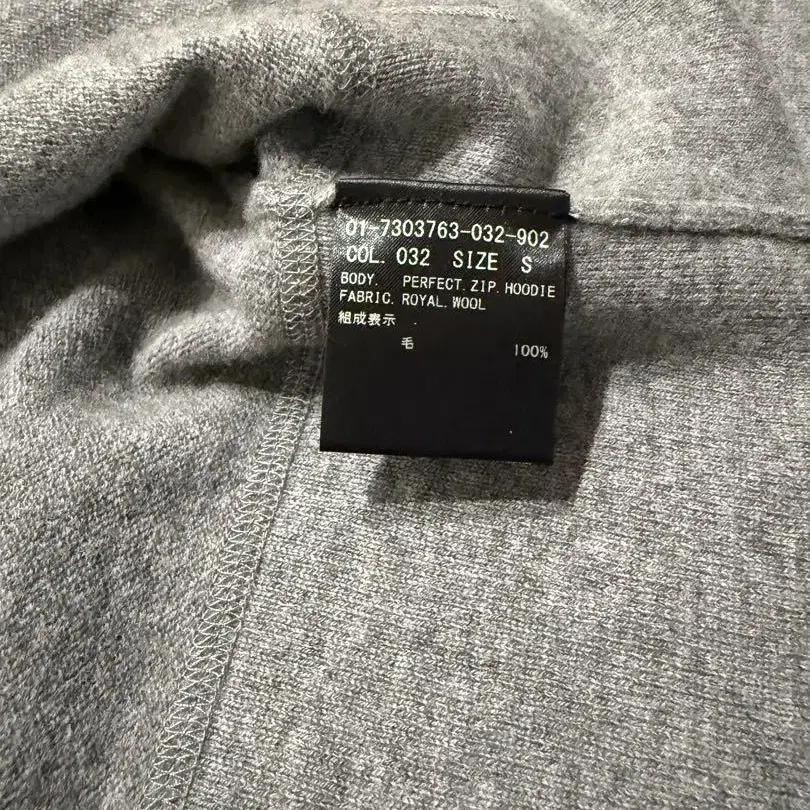 01-7303763-032-902
COL. 032 SIZE S
BODY. PERFECT.ZIP.HOODIE
FABRIC. ROYAL.WOOL
組成表示
毛 100%